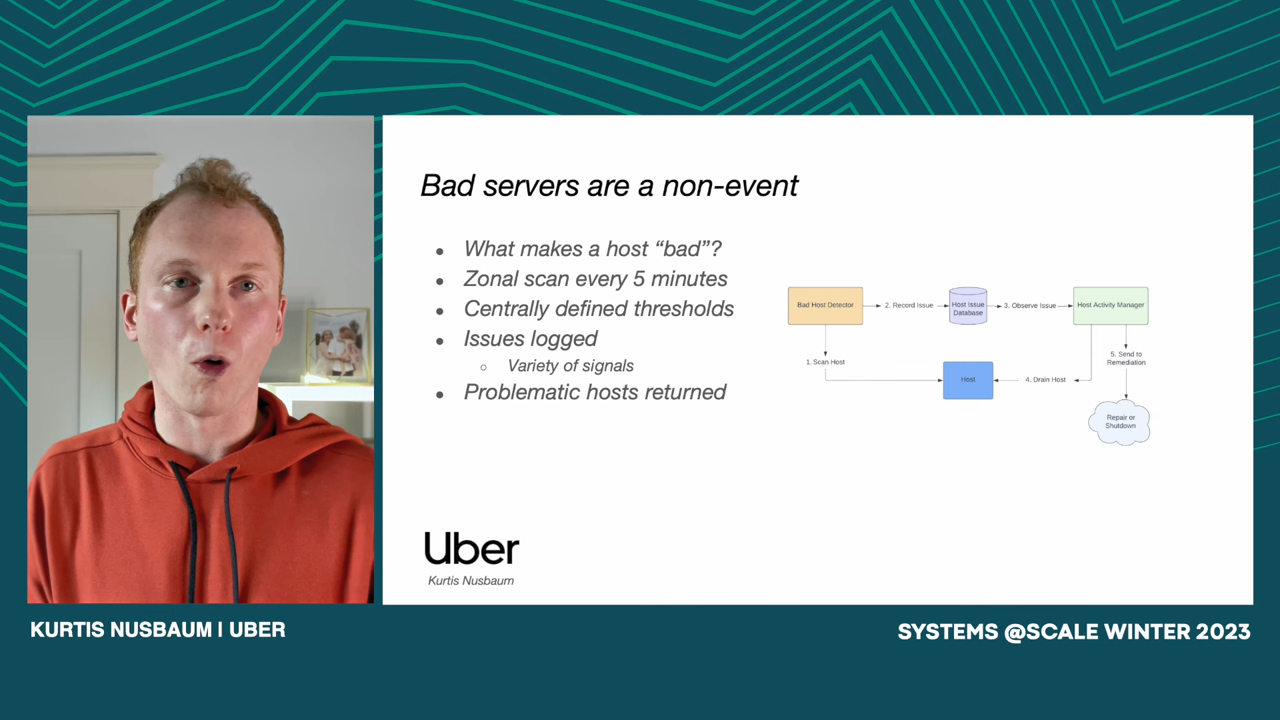 Bad servers are a non-event
What makes a host “bad”?
Zonal scan every 5 minutes
Centrally defined thresholds
Issues logged
Variety of signals
Problematic hosts returned
Bad Host Detector
2. Record Issue
Host Issue
Database
3. Observe Issue
Host Activity Manager
1. Scan Host
5. Send to
Remediation
Host
4. Drain Host
Repair or
Shutdown
Uber
Kurtis Nusbaum
KURTIS NUSBAUM | UBER
SYSTEMS @SCALE WINTER 2023